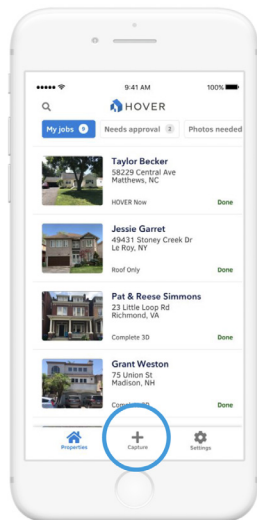 9:41 AM 100%
HOVER
My jobs 9 Needs approval 3 Photos needed
Taylor Becker
58229 Central Ave
Matthews, NC
HOVER Now Done
Jessie Garret
49431 Stoney Creek Dr
Le Roy, NY
Roof Only Done
Pat & Reese Simmons
23 Little Loop Rd
Richmond, VA
Complete 3D Done
Grant Weston
75 Union St
Madison, NH
Done
Properties Capture Settings